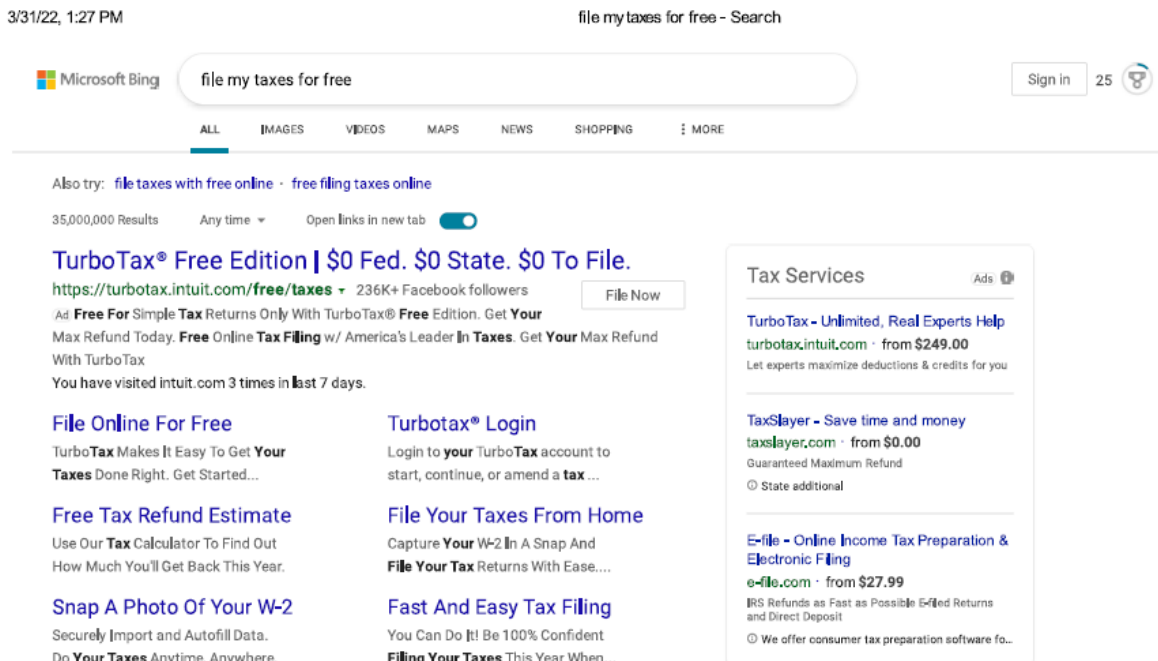 3/31/22, 1:27 PM
file my taxes for free - Search
Microsoft Bing
file my taxes for free
Sign in
25
ALL
IMAGES
VIDEOS
MAPS
NEWS
SHOPPING
MORE
Also try: file taxes with free online · free filing taxes online
35,000,000 Results
Any time
Open links in new tab
TurboTax® Free Edition | $0 Fed. $0 State. $0 To File.
https://turbotax.intuit.com/free/taxes
236K+ Facebook followers
File Now
Ad Free For Simple Tax Returns Only With TurboTax® Free Edition. Get Your
Max Refund Today. Free Online Tax Filing w/ America's Leader In Taxes. Get Your Max Refund
With TurboTax
You have visited intuit.com 3 times in last 7 days.
File Online For Free
TurboTax Makes It Easy To Get Your
Taxes Done Right. Get Started...
Turbotax® Login
Login to your TurboTax account to
start, continue, or amend a tax ...
Free Tax Refund Estimate
Use Our Tax Calculator To Find Out
How Much You'll Get Back This Year.
File Your Taxes From Home
Capture Your W-2 In A Snap And
File Your Tax Returns With Ease....
Snap A Photo Of Your W-2
Securely Import and Autofill Data.
Do Your Taxes Anytime, Anywhere
Fast And Easy Tax Filing
You Can Do It! Be 100% Confident
Filing Your Taxes This Year When...
Tax Services
Ads
TurboTax - Unlimited, Real Experts Help
turbotax.intuit.com · from $249.00
Let experts maximize deductions & credits for you
TaxSlayer - Save time and money
taxslayer.com · from $0.00
Guaranteed Maximum Refund
State additional
E-file - Online Income Tax Preparation &
Electronic Filing
e-file.com · from $27.99
IRS Refunds as Fast as Possible E-filed Returns
and Direct Deposit
We offer consumer tax preparation software fo...